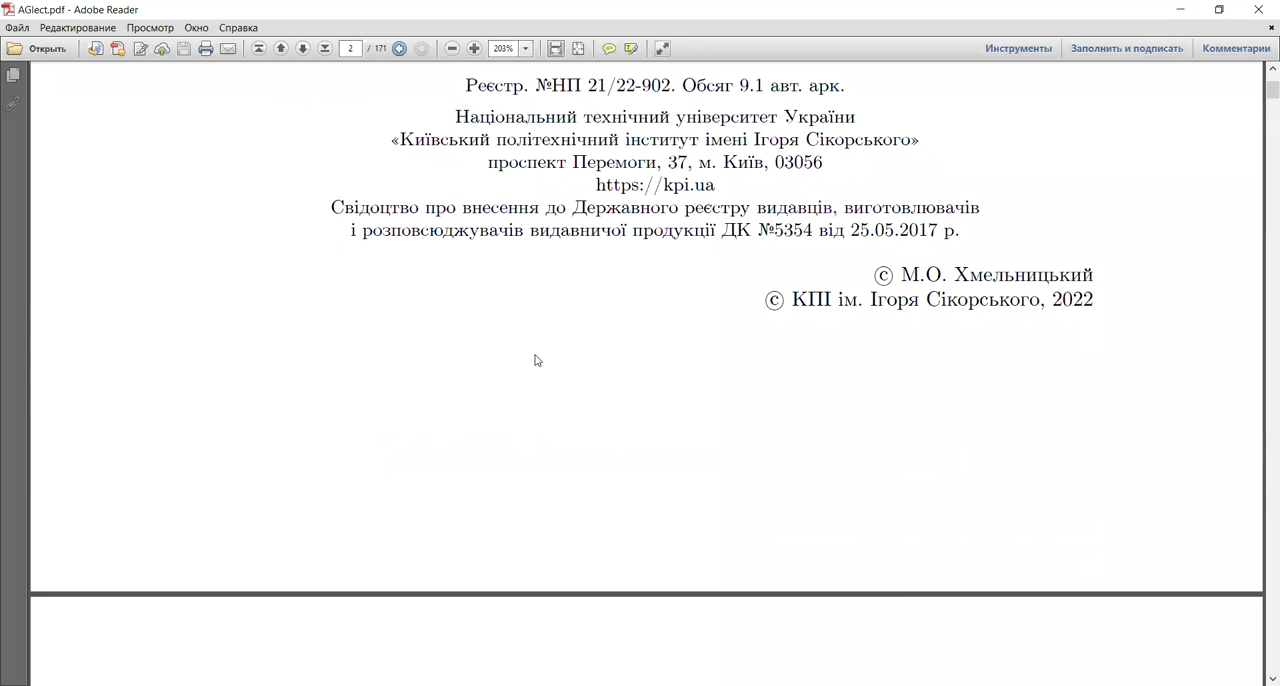 AGlect.pdf - Adobe Reader
Файл Редактирование Просмотр Окно Справка
Открыть 2 / 171 203% Инструменты Заполнить и подписать Комментарии
Реєстр. №НП 21/22-902. Обсяг 9.1 авт. арк.
Національний технічний університет України
«Київський політехнічний інститут імені Ігоря Сікорського»
проспект Перемоги, 37, м. Київ, 03056
https://kpi.ua
Свідоцтво про внесення до Державного реєстру видавців, виготовлювачів
і розповсюджувачів видавничої продукції ДК №5354 від 25.05.2017 р.
© М.О. Хмельницький
© КПІ ім. Ігоря Сікорського, 2022